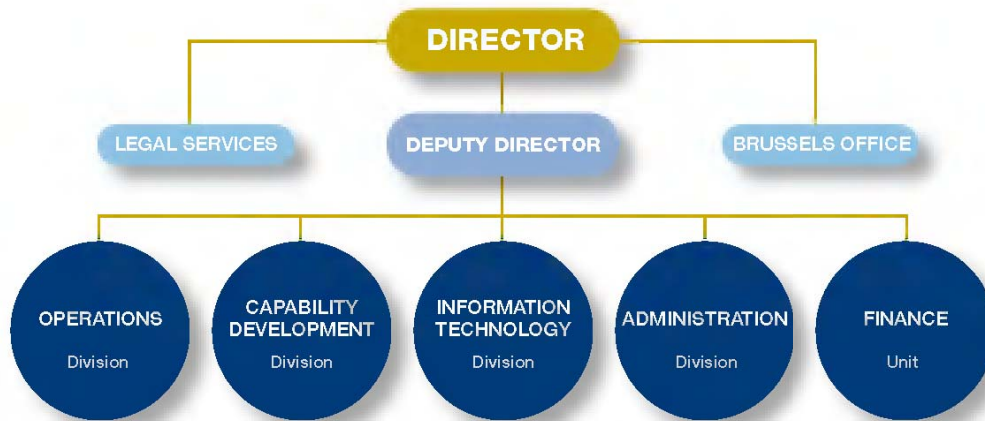 DIRECTOR
LEGAL SERVICES
DEPUTY DIRECTOR
BRUSSELS OFFICE
OPERATIONS
Division
CAPABILITY
DEVELOPMENT
Division
INFORMATION
TECHNOLOGY
Division
ADMINISTRATION
Division
FINANCE
Unit